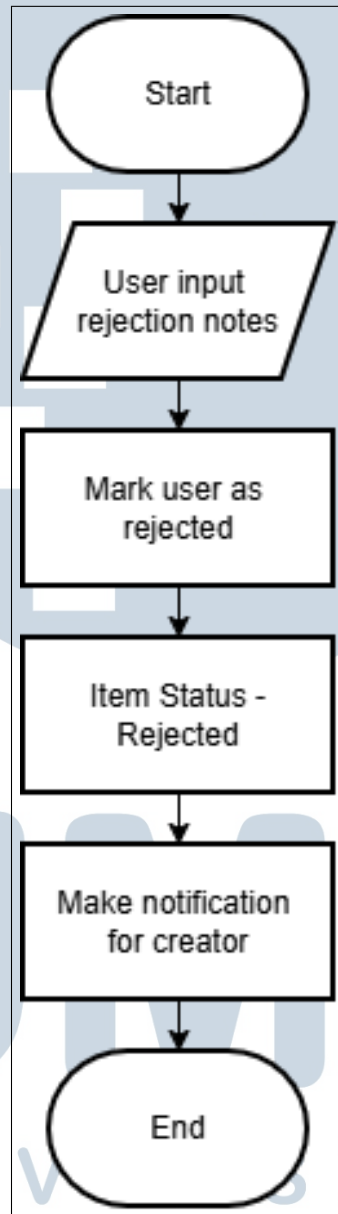 Start
User input
rejection notes
Mark user as
rejected
Item Status -
Rejected
Make notification
for creator
End